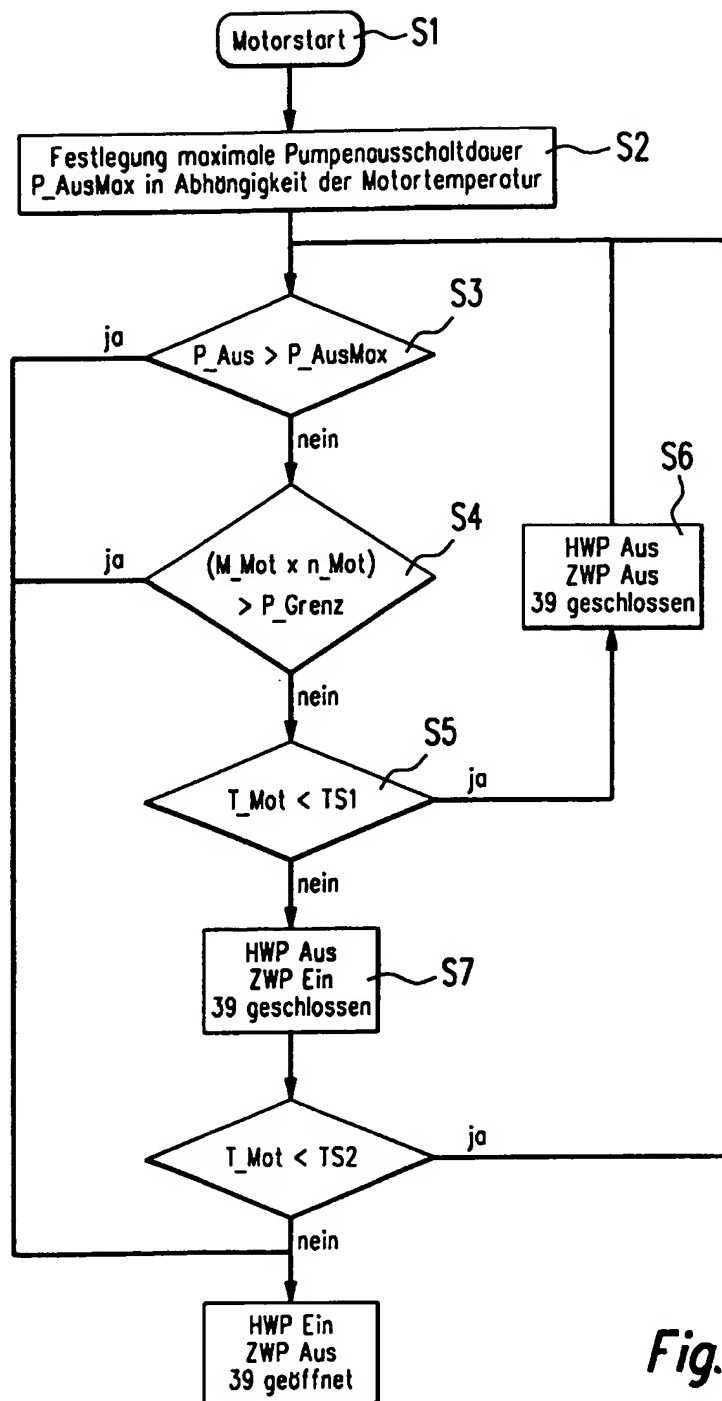 Motorstart
S1
Festlegung maximale Pumpenausschaltdauer
P_AusMax in Abhängigkeit der Motortemperatur
S2
S3
ja
P_Aus > P_AusMax
nein
S4
ja
(M_Mot x n_Mot)
> P_Grenz
nein
S6
HWP Aus
ZWP Aus
39 geschlossen
S5
T_Mot < TS1
ja
nein
HWP Aus
ZWP Ein
39 geschlossen
S7
T_Mot < TS2
ja
nein
HWP Ein
ZWP Aus
39 geöffnet
Fig.